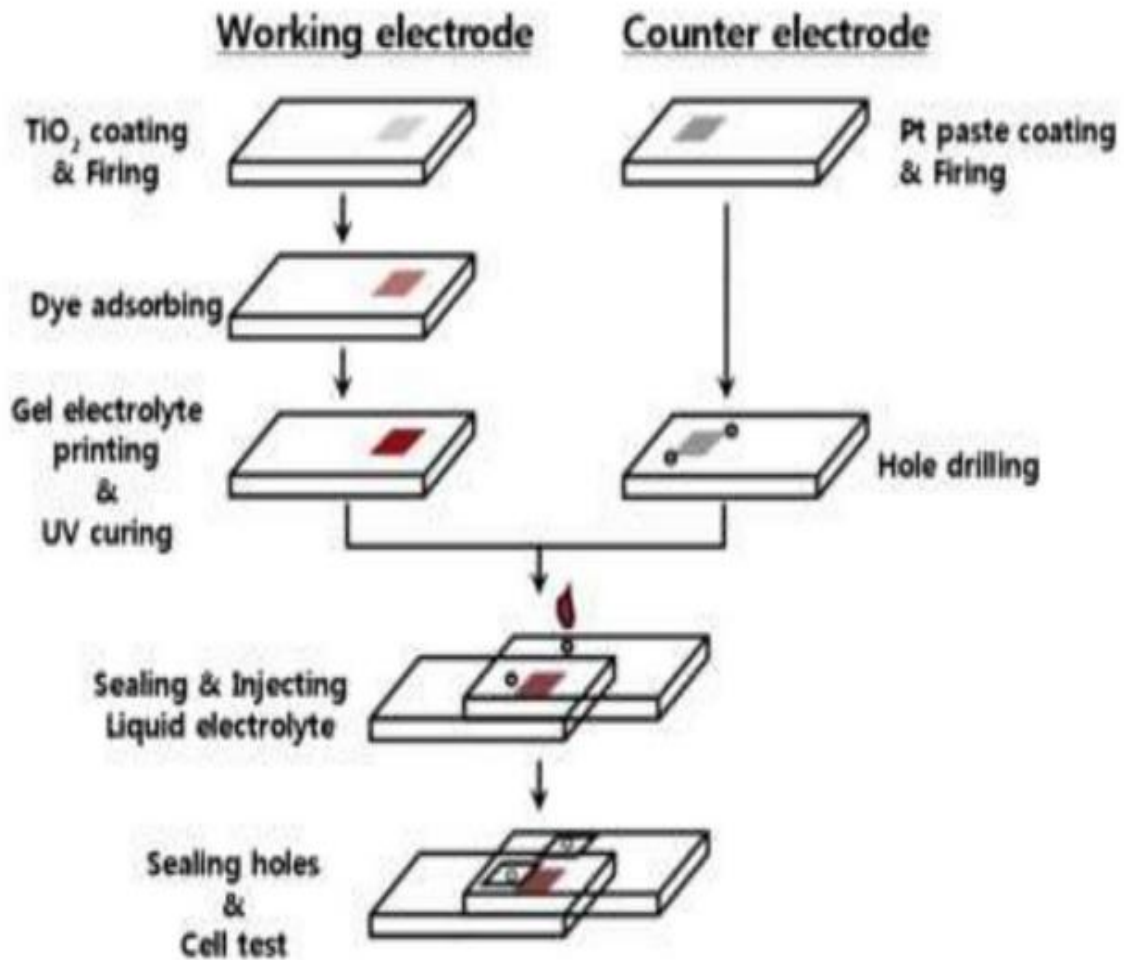 Working electrode
Counter electrode
TiO₂ coating
& Firing
Pt paste coating
& Firing
Dye adsorbing
Gel electrolyte
printing
&
UV curing
Hole drilling
Sealing & Injecting
Liquid electrolyte
Sealing holes
&
Cell test